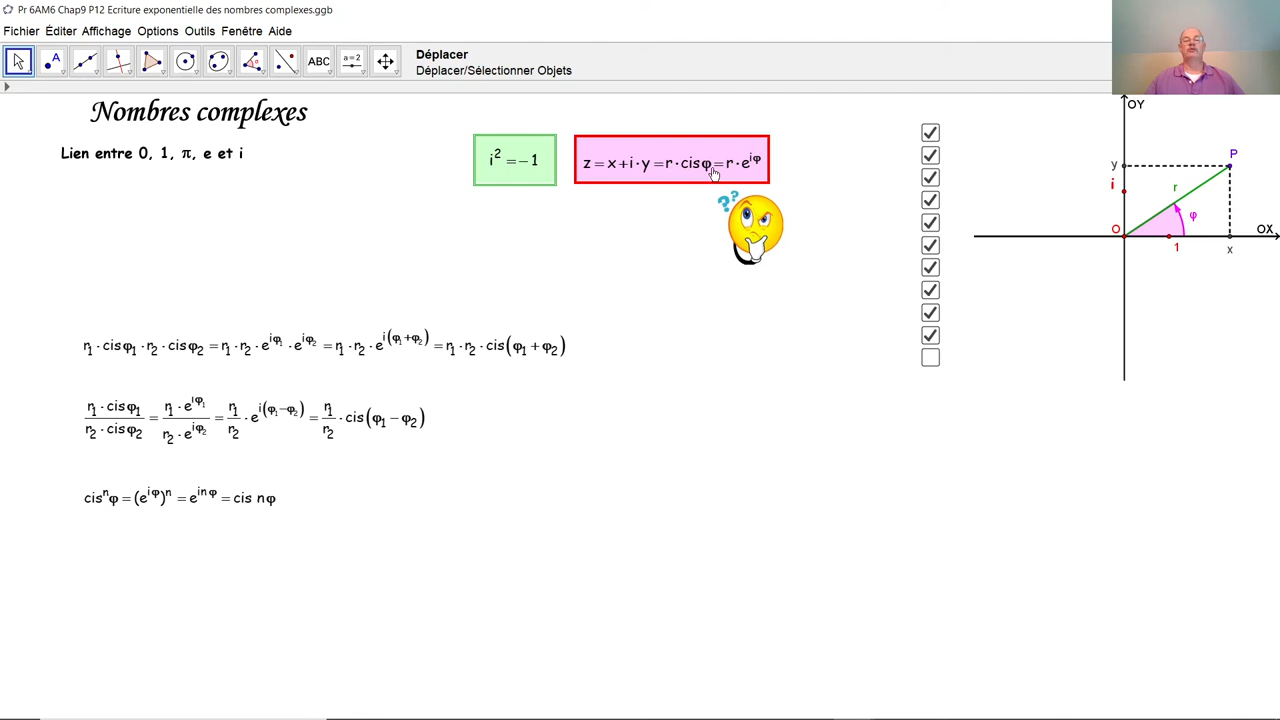 Pr 6AM6 Chap9 P12 Ecriture exponentielle des nombres complexes.ggb
Fichier Éditer Affichage Options Outils Fenêtre Aide
A ABC a=2
Déplacer
Déplacer/Sélectionner Objets
Nombres complexes
Lien entre 0, 1, π, e et i
i² = −1
z = x + i · y = r · cisφ = r · e^{iφ}
??
OY
y
P
i
r
φ
O
OX
1
x
r₁ · cisφ₁ · r₂ · cisφ₂ = r₁ · r₂ · e^{iφ₁} · e^{iφ₂} = r₁ · r₂ · e^{i(φ₁+φ₂)} = r₁ · r₂ · cis(φ₁ + φ₂)
\frac{r₁ · cisφ₁}{r₂ · cisφ₂} = \frac{r₁ · e^{iφ₁}}{r₂ · e^{iφ₂}} = \frac{r₁}{r₂} · e^{i(φ₁−φ₂)} = \frac{r₁}{r₂} · cis(φ₁ − φ₂)
cisⁿφ = (e^{iφ})ⁿ = e^{inφ} = cis nφ